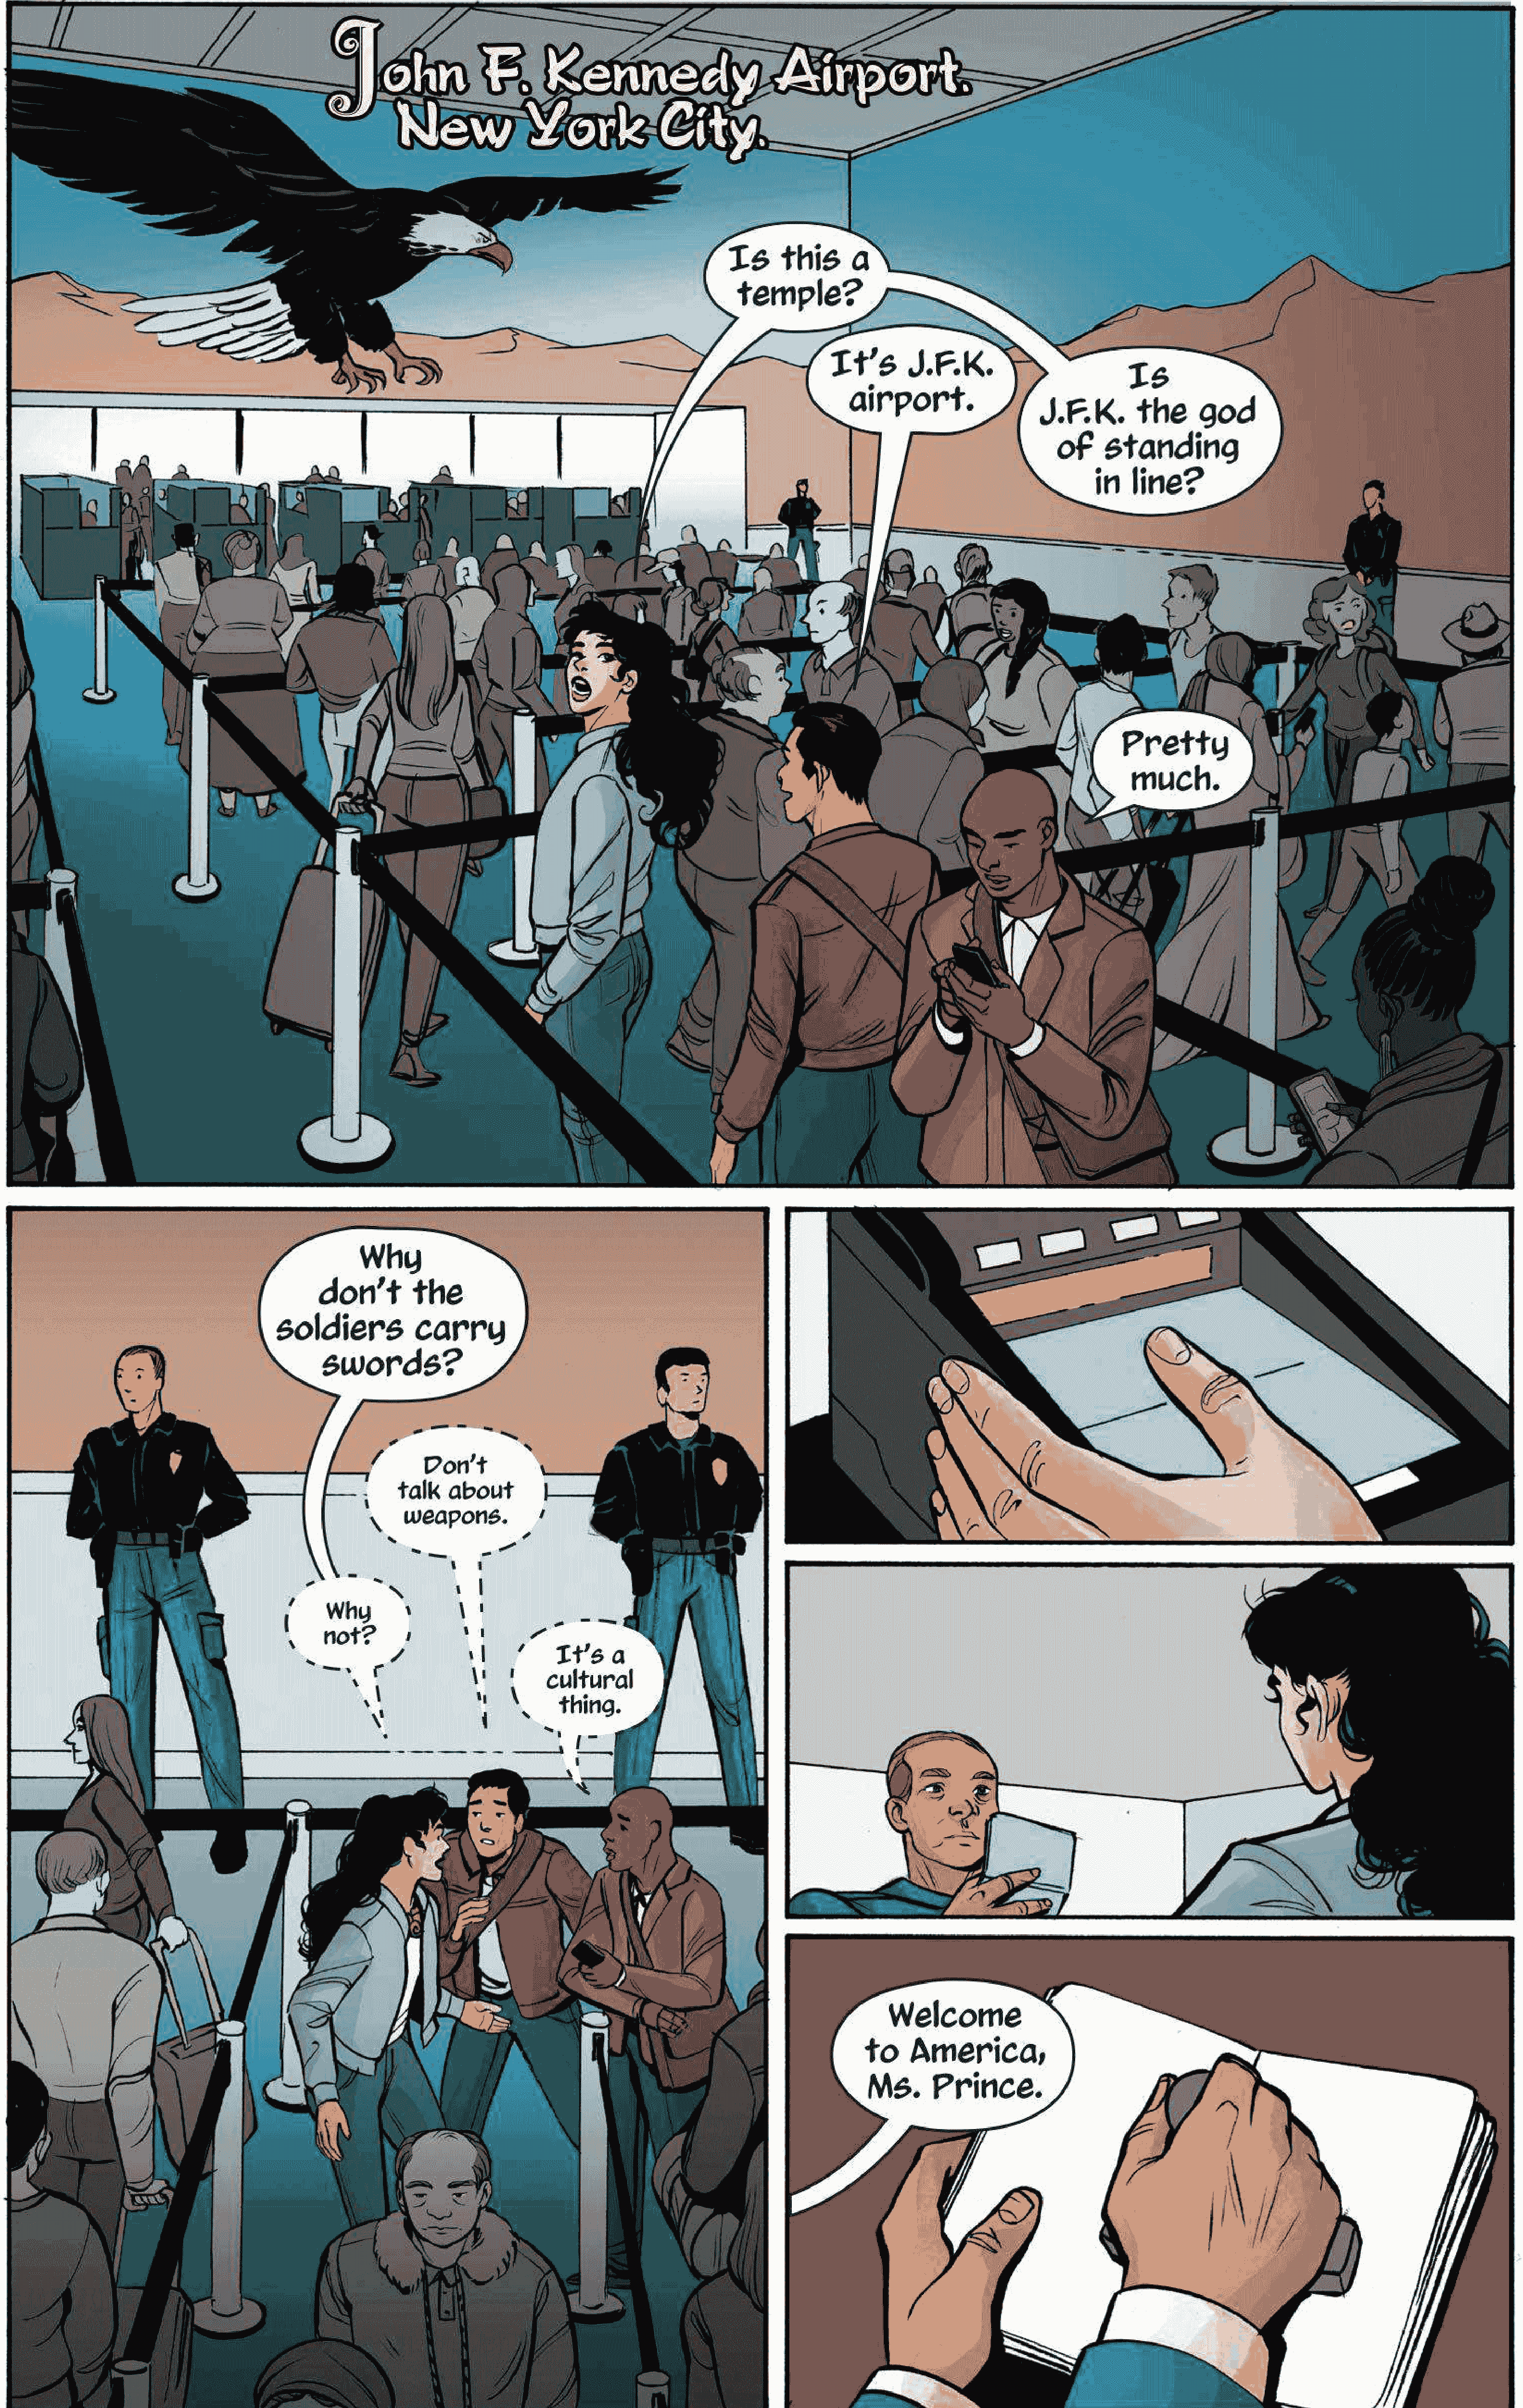 John F. Kennedy Airport.
New York City.
Is this a
temple?
It's J.F.K.
airport.
Is
J.F.K. the god
of standing
in line?
Pretty
much.
Why
don't the
soldiers carry
swords?
Don't
talk about
weapons.
Why
not?
It's a
cultural
thing.
Welcome
to America,
Ms. Prince.